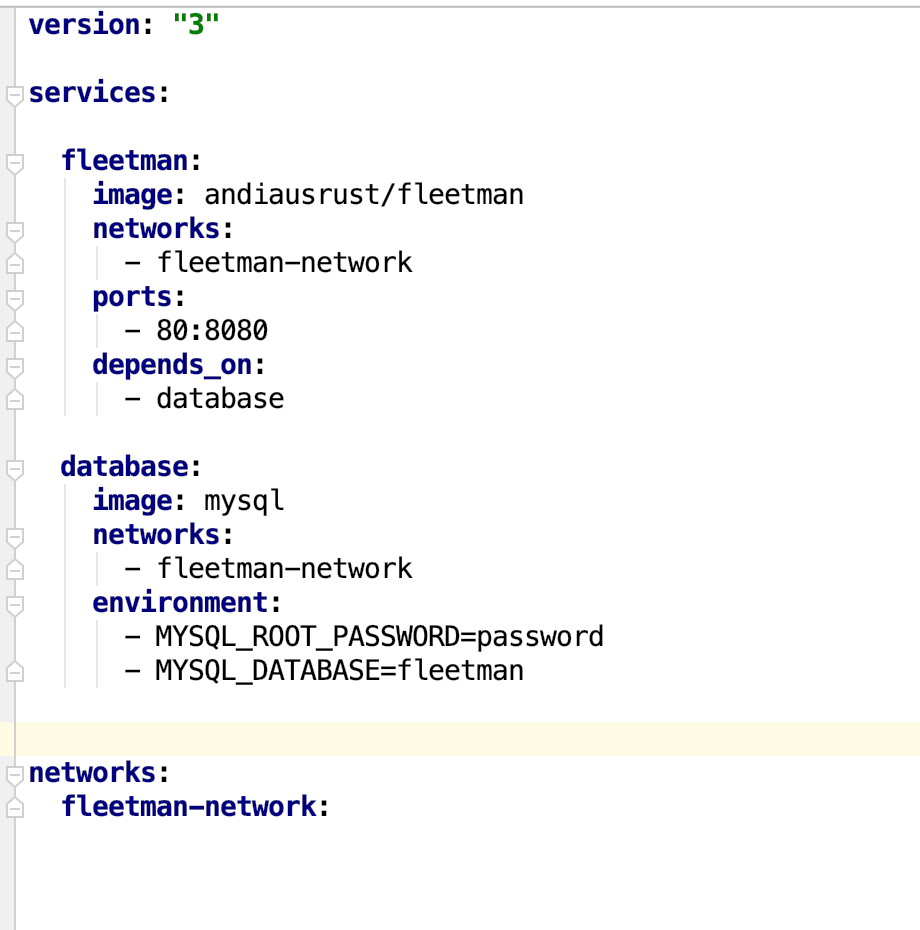 version: "3"
services:
  fleetman:
    image: andiausrust/fleetman
    networks:
      - fleetman-network
    ports:
      - 80:8080
    depends_on:
      - database
  database:
    image: mysql
    networks:
      - fleetman-network
    environment:
      - MYSQL_ROOT_PASSWORD=password
      - MYSQL_DATABASE=fleetman
networks:
  fleetman-network: